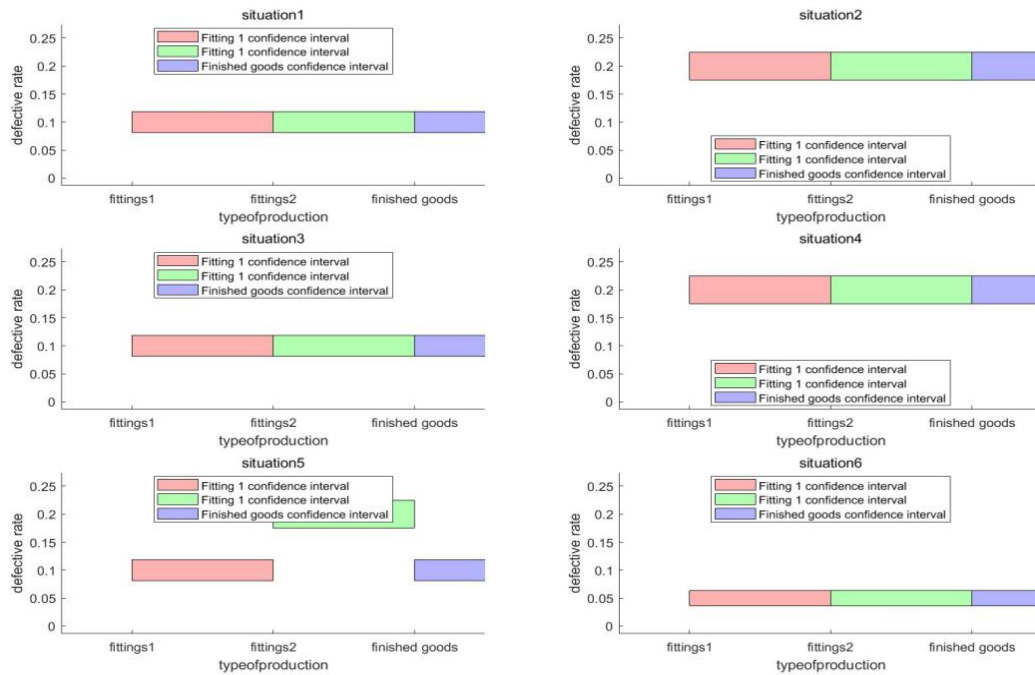 situation1
0.25
0.2
0.15
0.1
0.05
0
defective rate
Fitting 1 confidence interval
Fitting 1 confidence interval
Finished goods confidence interval
fittings1 fittings2 finished goods
typeofproduction
situation2
0.25
0.2
0.15
0.1
0.05
0
defective rate
Fitting 1 confidence interval
Fitting 1 confidence interval
Finished goods confidence interval
fittings1 fittings2 finished goods
typeofproduction
situation3
0.25
0.2
0.15
0.1
0.05
0
defective rate
Fitting 1 confidence interval
Fitting 1 confidence interval
Finished goods confidence interval
fittings1 fittings2 finished goods
typeofproduction
situation4
0.25
0.2
0.15
0.1
0.05
0
defective rate
Fitting 1 confidence interval
Fitting 1 confidence interval
Finished goods confidence interval
fittings1 fittings2 finished goods
typeofproduction
situation5
0.25
0.2
0.15
0.1
0.05
0
defective rate
Fitting 1 confidence interval
Fitting 1 confidence interval
Finished goods confidence interval
fittings1 fittings2 finished goods
typeofproduction
situation6
0.25
0.2
0.15
0.1
0.05
0
defective rate
Fitting 1 confidence interval
Fitting 1 confidence interval
Finished goods confidence interval
fittings1 fittings2 finished goods
typeofproduction